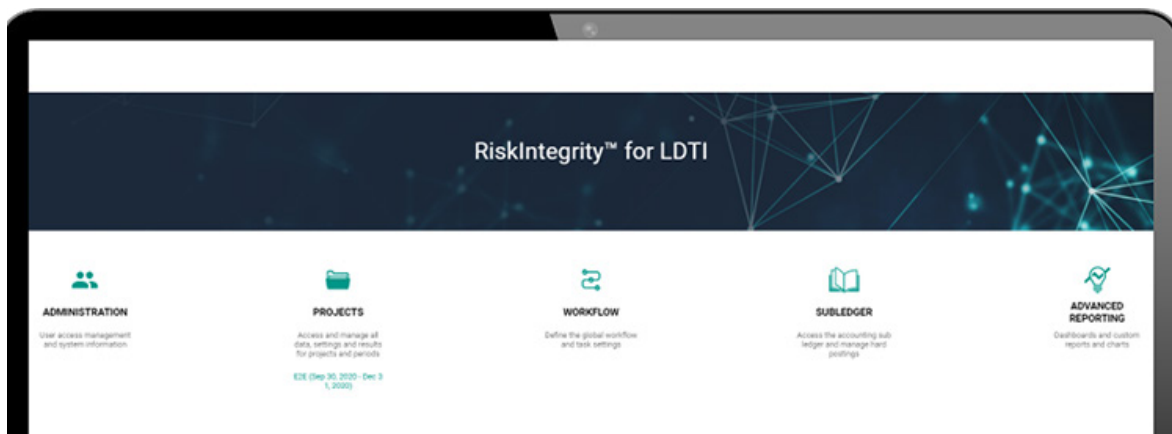 RiskIntegrity™ for LDTI
ADMINISTRATION
User access management
and system information
PROJECTS
Access and manage all
data, settings and results
for projects and periods
E2E (Sep 30, 2020 - Dec 3
1, 2020)
WORKFLOW
Define the global workflow
and task settings
SUBLEDGER
Access the accounting sub
ledger and manage hard
postings
ADVANCED
REPORTING
Dashboards and custom
reports and charts